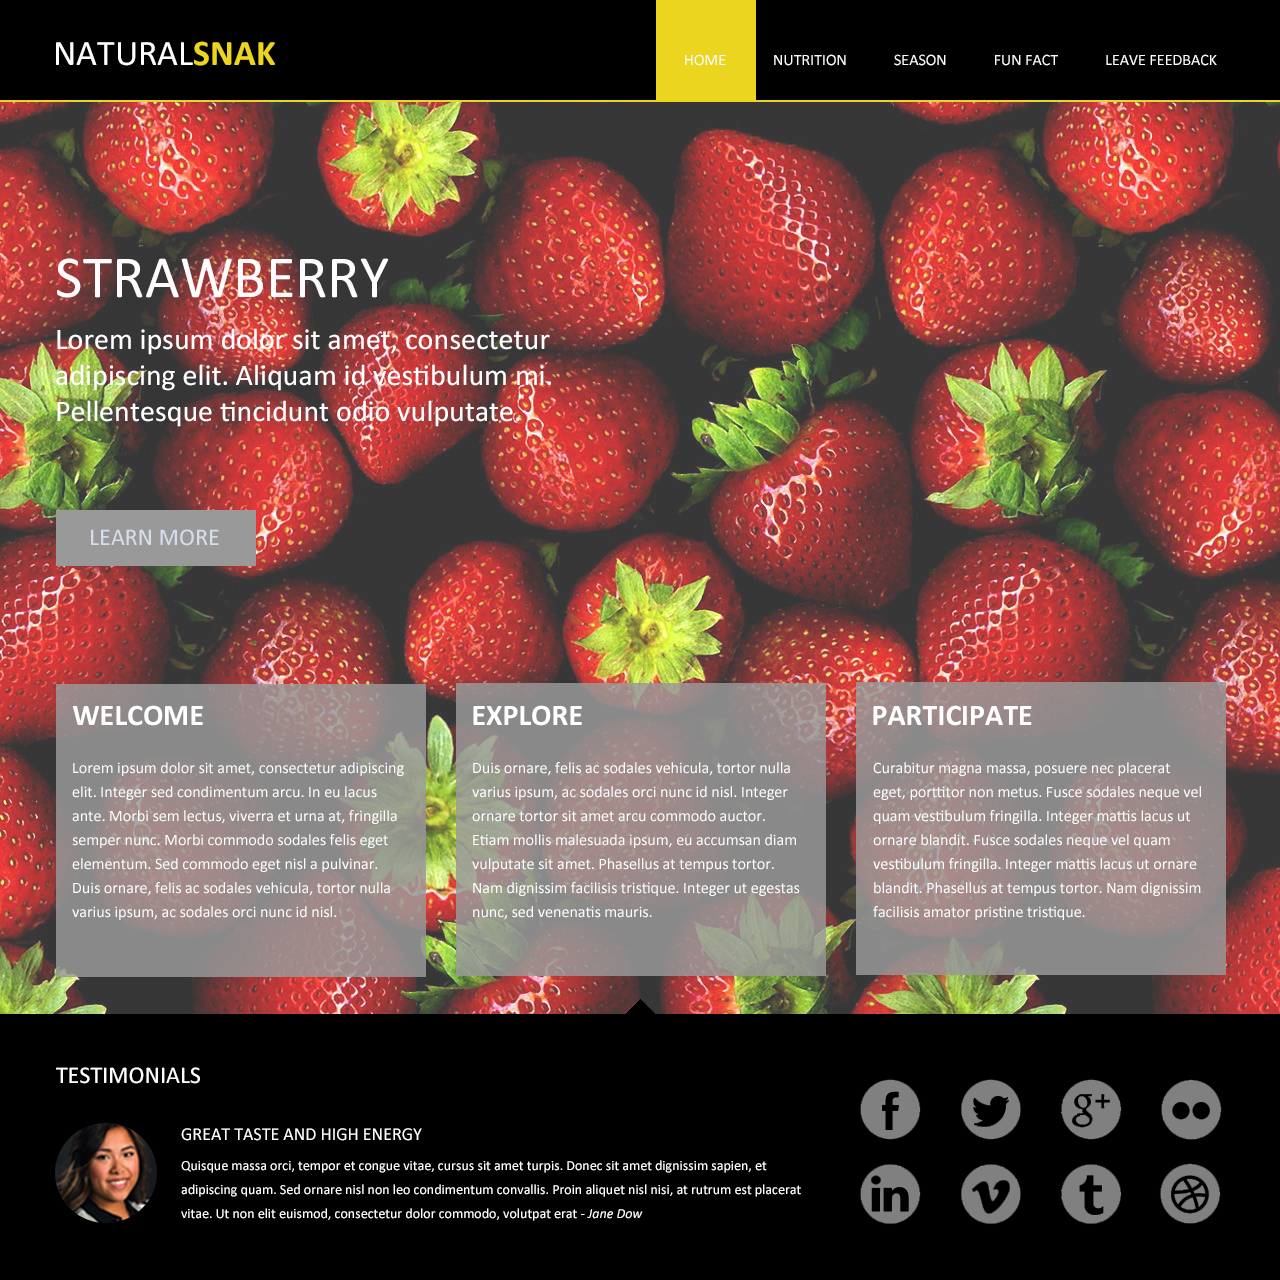 NATURALSNAK
HOME NUTRITION SEASON FUN FACT LEAVE FEEDBACK
STRAWBERRY
Lorem ipsum dolor sit amet, consectetur
adipiscing elit. Aliquam id vestibulum mi.
Pellentesque tincidunt odio vulputate.
LEARN MORE
WELCOME
Lorem ipsum dolor sit amet, consectetur adipiscing
elit. Integer sed condimentum arcu. In eu lacus
ante. Morbi sem lectus, viverra et urna at, fringilla
semper nunc. Morbi commodo sodales felis eget
elementum. Sed commodo eget nisl a pulvinar.
Duis ornare, felis ac sodales vehicula, tortor nulla
varius ipsum, ac sodales orci nunc id nisl.
EXPLORE
Duis ornare, felis ac sodales vehicula, tortor nulla
varius ipsum, ac sodales orci nunc id nisl. Integer
ornare tortor sit amet arcu commodo auctor.
Etiam mollis malesuada ipsum, eu accumsan diam
vulputate sit amet. Phasellus at tempus tortor.
Nam dignissim facilisis tristique. Integer ut egestas
nunc, sed venenatis mauris.
PARTICIPATE
Curabitur magna massa, posuere nec placerat
eget, porttitor non metus. Fusce sodales neque vel
quam vestibulum fringilla. Integer mattis lacus ut
ornare blandit. Fusce sodales neque vel quam
vestibulum fringilla. Integer mattis lacus ut ornare
blandit. Phasellus at tempus tortor. Nam dignissim
facilisis amator pristine tristique.
TESTIMONIALS
GREAT TASTE AND HIGH ENERGY
Quisque massa orci, tempor et congue vitae, cursus sit amet turpis. Donec sit amet dignissim sapien, et
adipiscing quam. Sed ornare nisl non leo condimentum convallis. Proin aliquet nisl nisi, at rutrum est placerat
vitae. Ut non elit euismod, consectetur dolor commodo, volutpat erat - Jane Dow
f g+
in v t